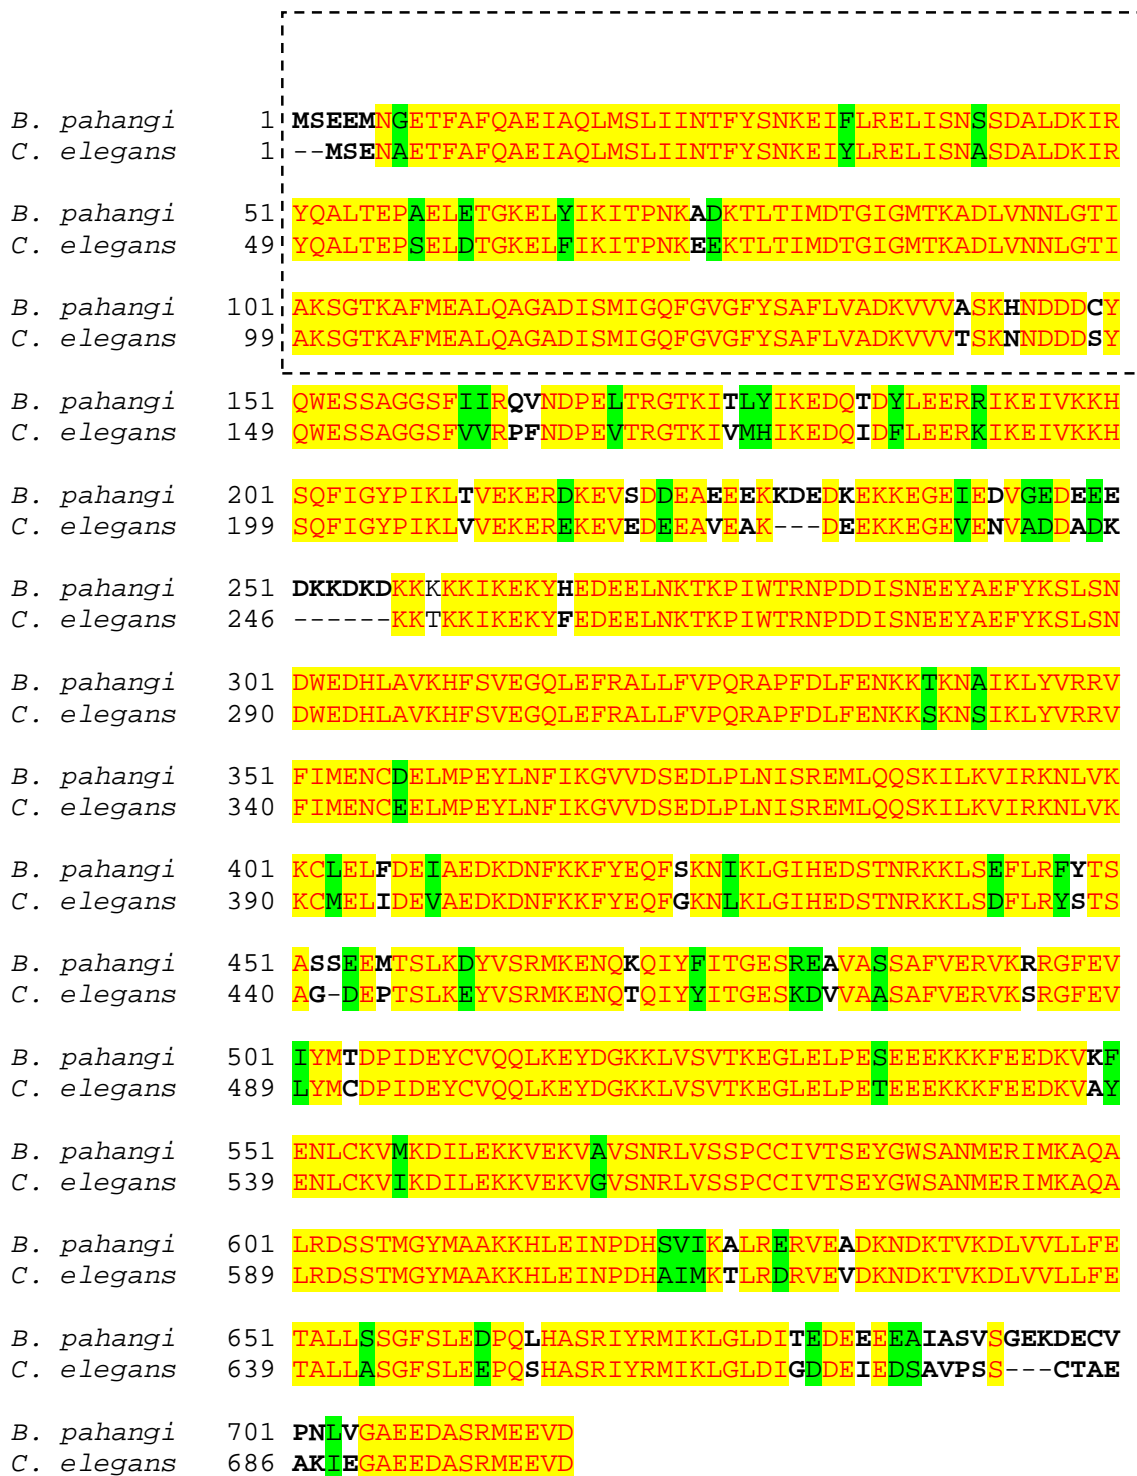 B. pahangi 1 MSEEMNGETFAFQAEIAQLMSLIINTFYSNKEIFLRELISNSSDALDKIR
C. elegans 1 --MSENAETFAFQAEIAQLMSLIINTFYSNKEIYLRELISNASDALDKIR
B. pahangi 51 YQALTEPAELETGKELYIKITPNKADKTLTIMDTGIGMTKADLVNNLGTI
C. elegans 49 YQALTEPSELDTGKELFIKITPNKEEKTLTIMDTGIGMTKADLVNNLGTI
B. pahangi 101 AKSGTKAFMEALQAGADISMIGQFGVGFYSAFLVADKVVVASKHNDDDCY
C. elegans 99 AKSGTKAFMEALQAGADISMIGQFGVGFYSAFLVADKVVVTSKNNDDDSY
B. pahangi 151 QWESSAGGSFIIRQVNDPELTRGTKITLYIKEDQTDYLEERRIKEIVKKH
C. elegans 149 QWESSAGGSFVVRPFNDPEVTRGTKIVMHIKEDQIDFLEERKIKEIVKKH
B. pahangi 201 SQFIGYPIKLTVEKERDKEVSDDEAEEEKKDEDKEKKEGEIEDVGEDEEE
C. elegans 199 SQFIGYPIKLVVEKEREKEVEDEEAVEAK---DEEKKEGEVENVADDADK
B. pahangi 251 DKKDKDKKKKKIKEKYHEDEELNKTKPIWTRNPDDISNEEYAEFYKSLSN
C. elegans 246 ------KKTKKIKEKYFEDEELNKTKPIWTRNPDDISNEEYAEFYKSLSN
B. pahangi 301 DWEDHLAVKHFSVEGQLEFRALLFVPQRAPFDLFENKKTKNAIKLYVRRV
C. elegans 290 DWEDHLAVKHFSVEGQLEFRALLFVPQRAPFDLFENKKSKNSIKLYVRRV
B. pahangi 351 FIMENCDELMPEYLNFIKGVVDSEDLPLNISREMLQQSKILKVIRKNLVK
C. elegans 340 FIMENCEELMPEYLNFIKGVVDSEDLPLNISREMLQQSKILKVIRKNLVK
B. pahangi 401 KCLELFDEIAEDKDNFKKFYEQFSKNIKLGIHEDSTNRKKLSEFLRFYTS
C. elegans 390 KCMELIDEVAEDKDNFKKFYEQFGKNLKLGIHEDSTNRKKLSDFLRYSTS
B. pahangi 451 ASSEEMTSLKDYVSRMKENQKQIYFITGESREAVASSAFVERVKRRGFEV
C. elegans 440 AG-DEPTSLKEYVSRMKENQTQIYYITGESKDVVAASAFVERVKSRGFEV
B. pahangi 501 IYMTDPIDEYCVQQLKEYDGKKLVSVTKEGLELPESEEEKKKFEEDKVKF
C. elegans 489 LYMCDPIDEYCVQQLKEYDGKKLVSVTKEGLELPETEEEKKKFEEDKVAY
B. pahangi 551 ENLCKVMKDILEKKVEKVAVSNRLVSSPCCIVTSEYGWSANMERIMKAQA
C. elegans 539 ENLCKVIKDILEKKVEKVGVSNRLVSSPCCIVTSEYGWSANMERIMKAQA
B. pahangi 601 LRDSSTMGYMAAKKHLEINPDHSVIKALRERVEADKNDKTVKDLVVLLFE
C. elegans 589 LRDSSTMGYMAAKKHLEINPDHAIMKTLRDRVEVDKNDKTVKDLVVLLFE
B. pahangi 651 TALLSSGFSLEDPQLHASRIYRMIKLGLDITEDEEEEAIASVSGEKDECV
C. elegans 639 TALLASGFSLEEPQSHASRIYRMIKLGLDIGDDEIEDSAVPSS---CTAE
B. pahangi 701 PNLVGAEEDASRMEEVD
C. elegans 686 AKIEGAEEDASRMEEVD